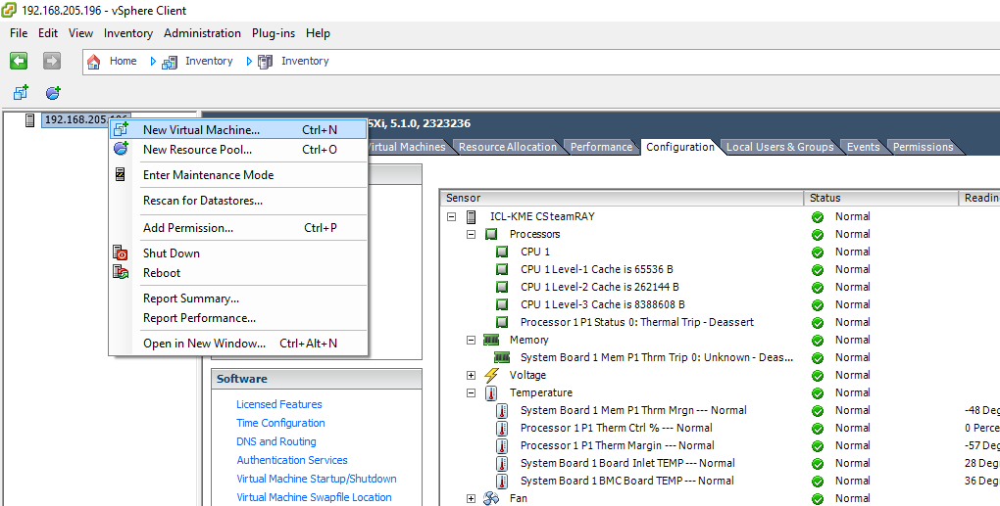 192.168.205.196 - vSphere Client
File Edit View Inventory Administration Plug-ins Help
Home Inventory Inventory
192.168.205.196
5Xi, 5.1.0, 2323236
New Virtual Machine... Ctrl+N
New Resource Pool... Ctrl+O
Enter Maintenance Mode
Rescan for Datastores...
Add Permission... Ctrl+P
Shut Down
Reboot
Report Summary...
Report Performance...
Open in New Window... Ctrl+Alt+N
Virtual Machines Resource Allocation Performance Configuration Local Users & Groups Events Permissions
Software
Licensed Features
Time Configuration
DNS and Routing
Authentication Services
Virtual Machine Startup/Shutdown
Virtual Machine Swapfile Location
Sensor Status Readin
ICL-KME CSteamRAY Normal
Processors Normal
CPU 1 Normal
CPU 1 Level-1 Cache is 65536 B Normal
CPU 1 Level-2 Cache is 262144 B Normal
CPU 1 Level-3 Cache is 8388608 B Normal
Processor 1 P1 Status 0: Thermal Trip - Deassert Normal
Memory Normal
System Board 1 Mem P1 Thrm Trip 0: Unknown - Deas... Normal
Voltage Normal
Temperature Normal
System Board 1 Mem P1 Thrm Mrgn --- Normal Normal -48 Deg
Processor 1 P1 Therm Ctrl % --- Normal Normal 0 Perce
Processor 1 P1 Therm Margin --- Normal Normal -57 Deg
System Board 1 Board Inlet TEMP --- Normal Normal 28 Deg
System Board 1 BMC Board TEMP --- Normal Normal 36 Deg
Fan Normal